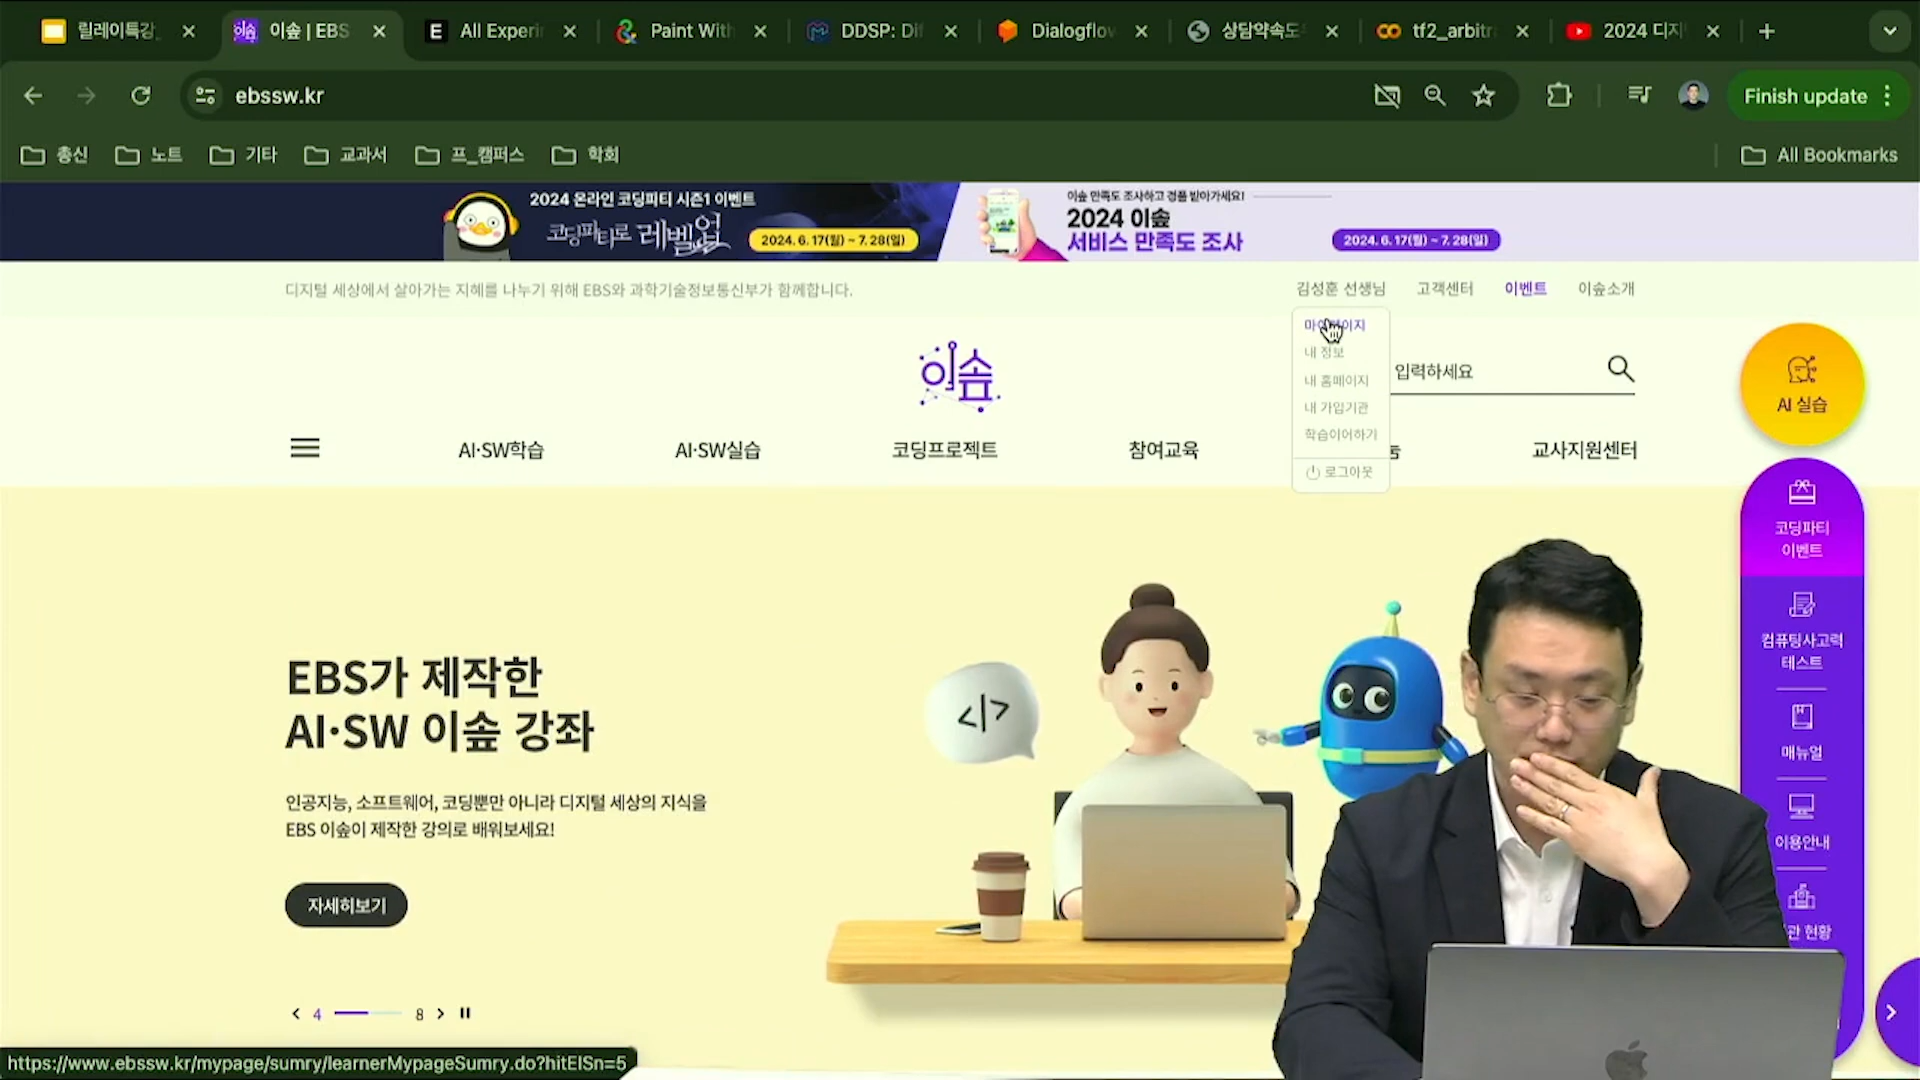 릴레이특강_
이솦 | EBS
All Experi
Paint With
DDSP: Dif
Dialogflow
상담약속도
tf2_arbitr
2024 디지
ebssw.kr
Finish update
총신
노트
기타
교과서
프_캠퍼스
학회
All Bookmarks
2024 온라인 코딩파티 시즌1 이벤트
코딩파티로 레벨업
2024. 6. 17(월) ~ 7. 28(일)
이솦 만족도 조사하고 경품 받아가세요!
2024 이솦
서비스 만족도 조사
2024. 6. 17(월) ~ 7. 28(일)
디지털 세상에서 살아가는 지혜를 나누기 위해 EBS와 과학기술정보통신부가 함께합니다.
김성훈 선생님
고객센터
이벤트
이솦소개
내 정보
내 홈페이지
내 가입기관
학습이어하기
로그아웃
이솦
입력하세요
AI 실습
AI·SW학습
AI·SW실습
코딩프로젝트
참여교육
교사지원센터
코딩파티
이벤트
컴퓨팅사고력
테스트
매뉴얼
이용안내
관 현황
EBS가 제작한
AI·SW 이솦 강좌
</>
인공지능, 소프트웨어, 코딩뿐만 아니라 디지털 세상의 지식을
EBS 이솦이 제작한 강의로 배워보세요!
자세히보기
4
8
https://www.ebssw.kr/mypage/sumry/learnerMypageSumry.do?hitEISn=5